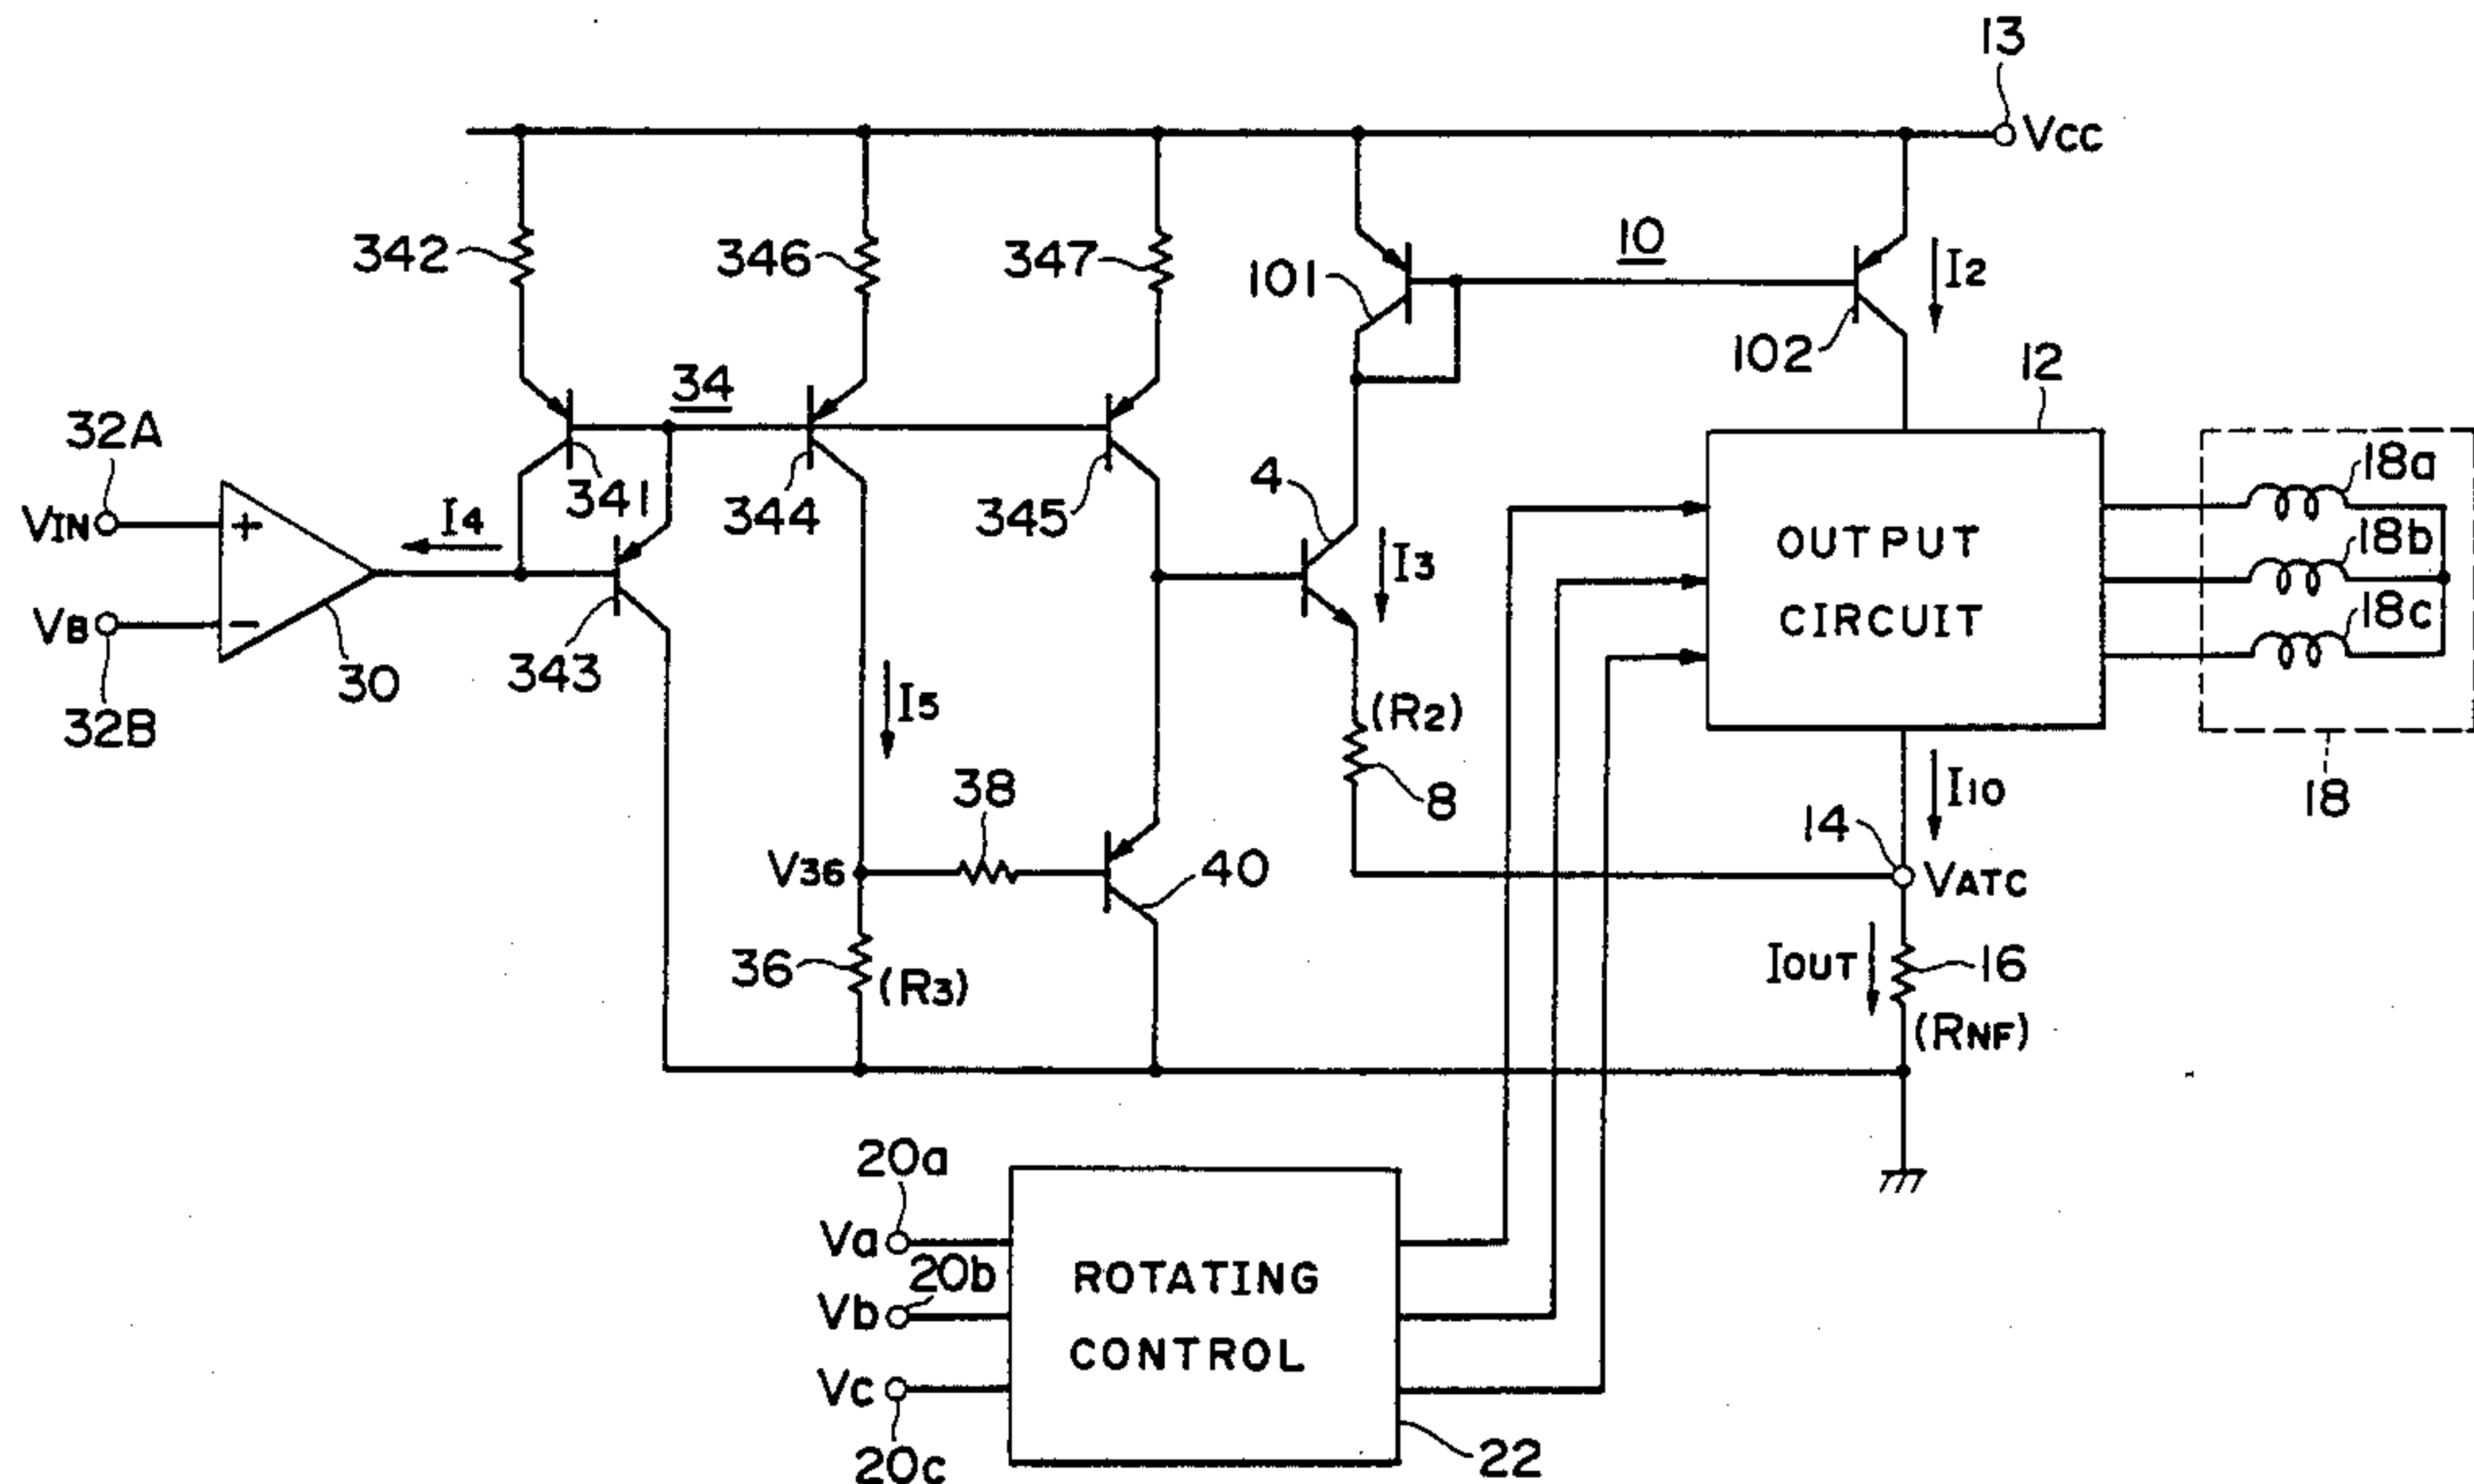 13
VCC
342
346
347
101
10
I2
102
12
34
32A
341
344
345
4
I3
18a
18b
18c
VIN
+
I4
VB
−
30
32B
343
I5
OUTPUT
CIRCUIT
(R2)
8
I10
18
38
14
V36
40
VATC
36
(R3)
IOUT
16
(RNF)
20a
Va
20b
Vb
Vc
20c
ROTATING
CONTROL
22